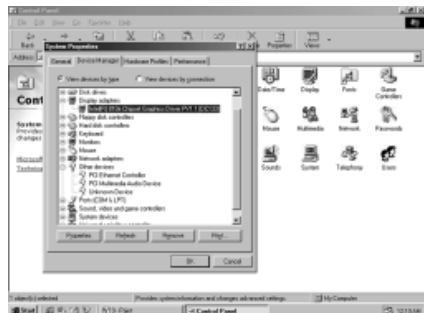 Control Panel
File Edit View Go Favorites Help
Back
Properties Views
Address
System Properties
General Device Manager Hardware Profiles Performance
View devices by type View devices by connection
Disk drives
Display adapters
Floppy disk controllers
Hard disk controllers
Keyboard
Monitors
Mouse
Network adapters
Other devices
PCI Ethernet Controller
PCI Multimedia Audio Device
Unknown Device
Ports (COM & LPT)
Sound, video and game controllers
System devices
Properties Refresh Remove Print...
OK Cancel
Cont
System
Provides
changes
Microsoft
Technical
Date/Time Display Fonts Game Controllers
Mouse Multimedia Network Passwords
Sounds System Telephony Users
1 object(s) selected Provides system information and changes advanced settings. My Computer
Start Control Panel